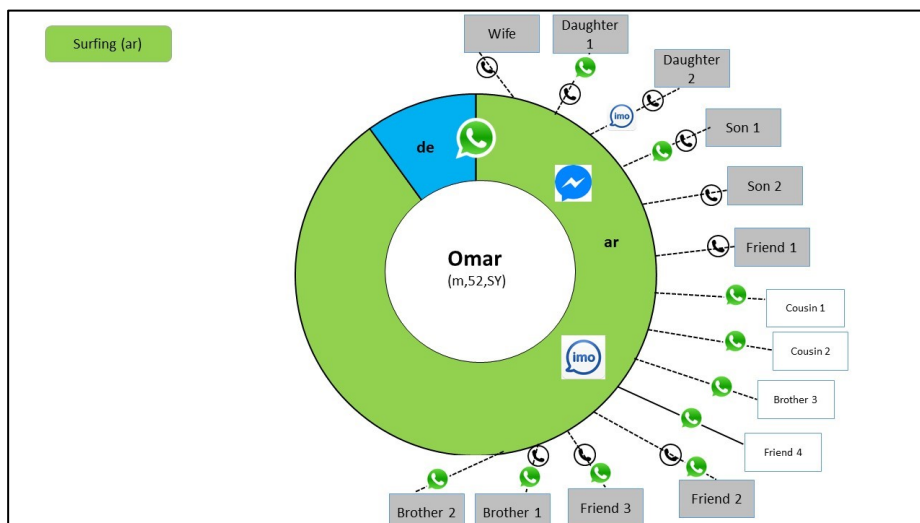 Surfing (ar)
Wife
Daughter
1
Daughter
2
imo
Son 1
de
Son 2
ar
Friend 1
Omar
(m,52,SY)
Cousin 1
Cousin 2
imo
Brother 3
Friend 4
Brother 2
Brother 1
Friend 3
Friend 2